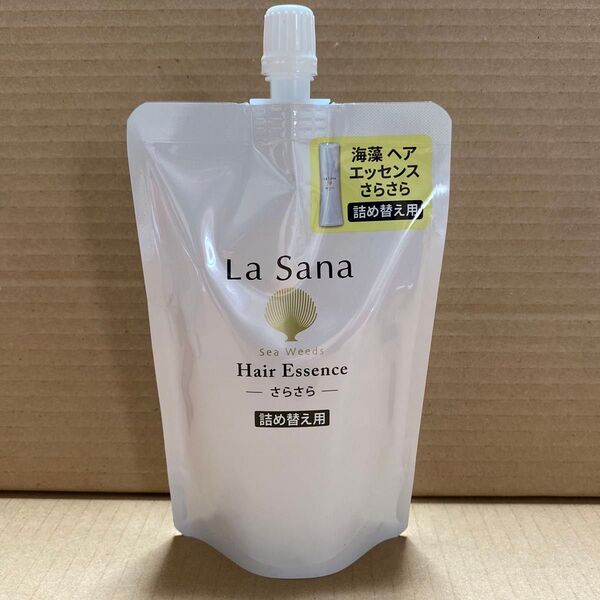 海藻 ヘア
エッセンス
さらさら
詰め替え用
La Sana
Sea Weeds
Hair Essence
― さらさら ―
詰め替え用